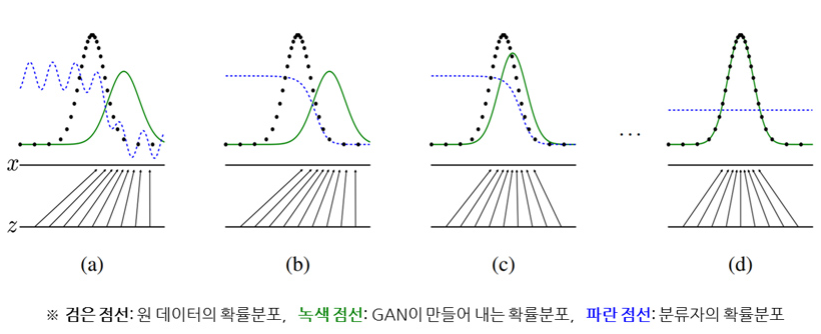 x
z
...
(a) (b) (c) (d)
※ 검은 점선: 원 데이터의 확률분포, 녹색 점선: GAN이 만들어 내는 확률분포, 파란 점선: 분류자의 확률분포